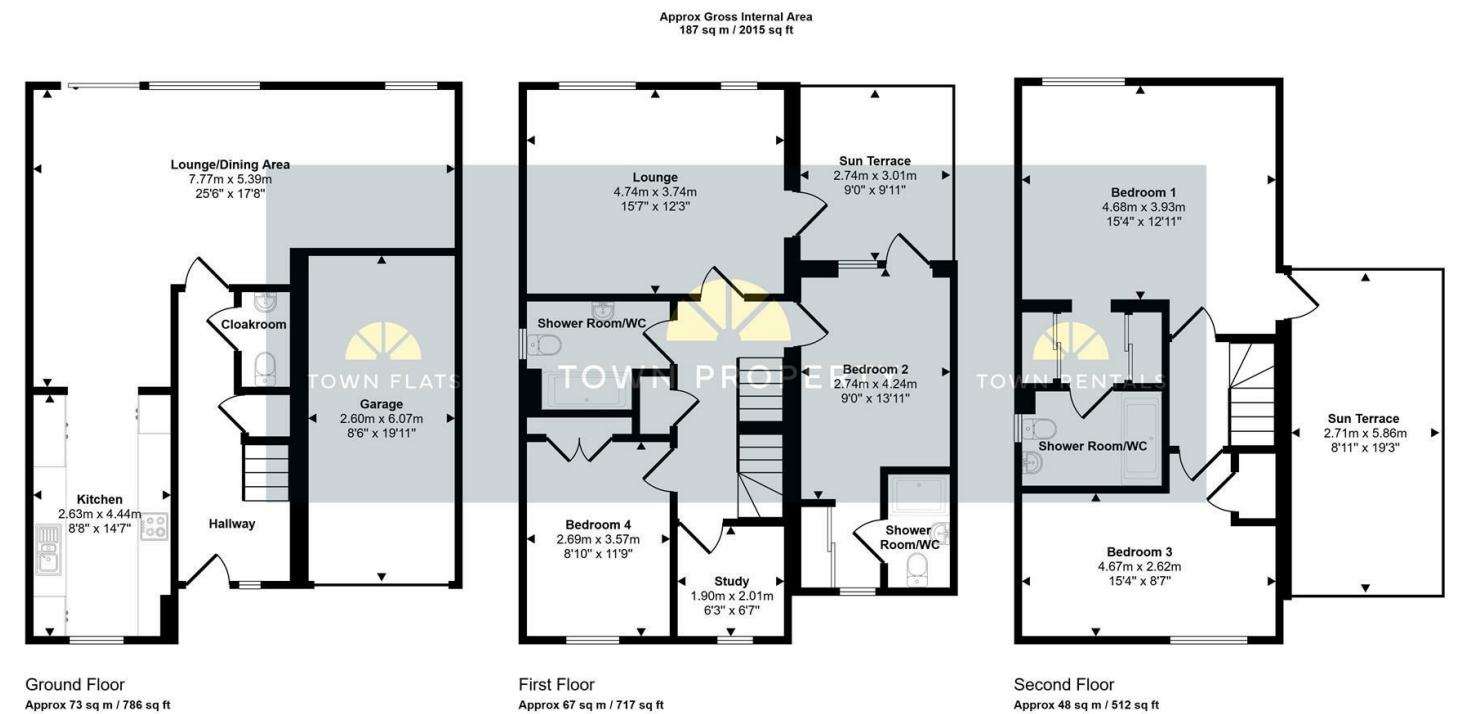 Approx Gross Internal Area
187 sq m / 2015 sq ft
Lounge/Dining Area
7.77m x 5.39m
25'6" x 17'8"
Cloakroom
TOWN FLATS
Garage
2.60m x 6.07m
8'6" x 19'11"
Kitchen
2.63m x 4.44m
8'8" x 14'7"
Hallway
Ground Floor
Approx 73 sq m / 786 sq ft
Lounge
4.74m x 3.74m
15'7" x 12'3"
Sun Terrace
2.74m x 3.01m
9'0" x 9'11"
Shower Room/WC
TOWN PROPERTY
Bedroom 2
2.74m x 4.24m
9'0" x 13'11"
Bedroom 4
2.69m x 3.57m
8'10" x 11'9"
Shower
Room/WC
Study
1.90m x 2.01m
6'3" x 6'7"
First Floor
Approx 67 sq m / 717 sq ft
Bedroom 1
4.68m x 3.93m
15'4" x 12'11"
TOWN RENTALS
Shower Room/WC
Sun Terrace
2.71m x 5.86m
8'11" x 19'3"
Bedroom 3
4.67m x 2.62m
15'4" x 8'7"
Second Floor
Approx 48 sq m / 512 sq ft